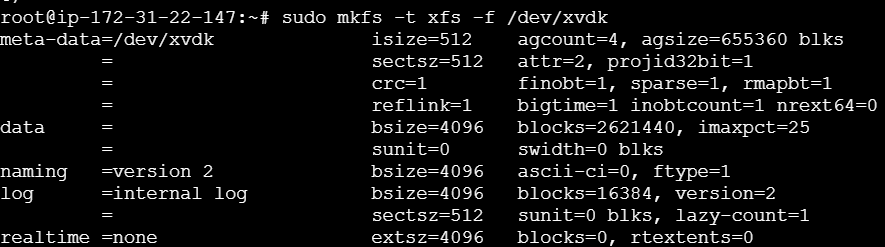 root@ip-172-31-22-147:~# sudo mkfs -t xfs -f /dev/xvdk
meta-data=/dev/xvdk              isize=512    agcount=4, agsize=655360 blks
         =                       sectsz=512   attr=2, projid32bit=1
         =                       crc=1        finobt=1, sparse=1, rmapbt=1
         =                       reflink=1    bigtime=1 inobtcount=1 nrext64=0
data     =                       bsize=4096   blocks=2621440, imaxpct=25
         =                       sunit=0      swidth=0 blks
naming   =version 2              bsize=4096   ascii-ci=0, ftype=1
log      =internal log           bsize=4096   blocks=16384, version=2
         =                       sectsz=512   sunit=0 blks, lazy-count=1
realtime =none                   extsz=4096   blocks=0, rtextents=0